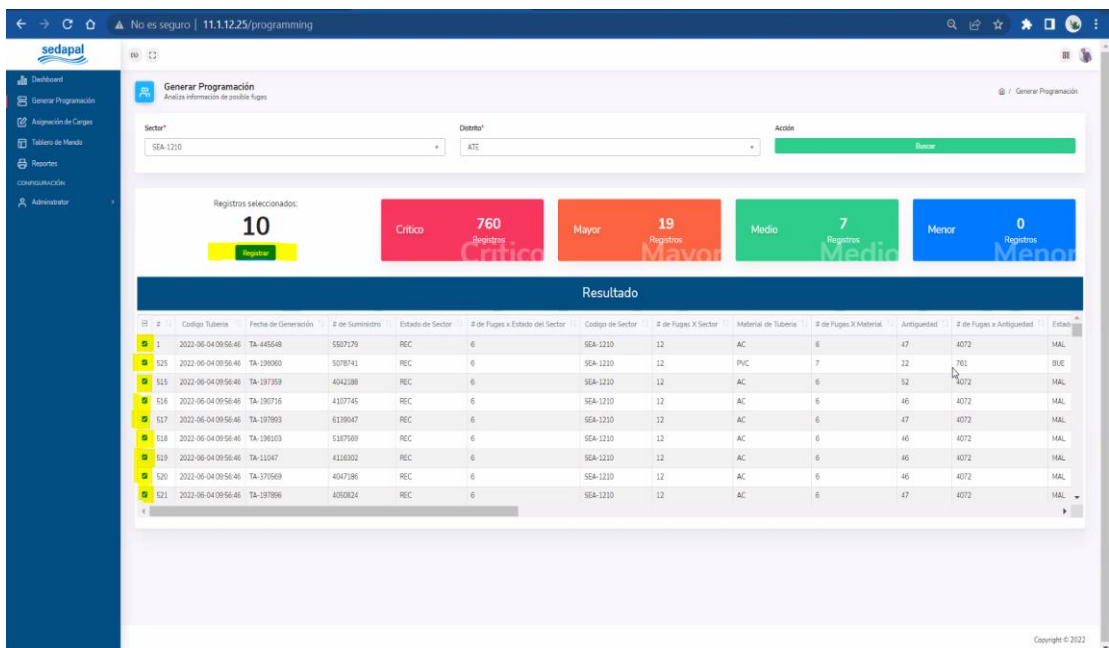 No es seguro | 11.1.12.25/programming
sedapal
Dashboard
Generar Programación
Asignación de Cargas
Tablero de Mando
Reportes
CONFIGURACIÓN
Administrator
Generar Programación
Analiza información de posible fugas
/ Generar Programación
Sector* Distrito* Acción
SEA-1210 ATE Buscar
Registros seleccionados:
10
Registrar
Critico 760 Registros Critico
Mayor 19 Registros Mayor
Medio 7 Registros Medio
Menor 0 Registros Menor
Resultado
# Codigo Tuberia Fecha de Generación # de Suministro Estado de Sector # de Fugas x Estado del Sector Codigo de Sector # de Fugas X Sector Material de Tuberia # de Fugas X Material Antiguedad # de Fugas x Antiguedad Estado
1 2022-06-04 09:56:46 TA-445648 5507179 REC 6 SEA-1210 12 AC 6 47 4072 MAL
525 2022-06-04 09:56:46 TA-198060 5078741 REC 6 SEA-1210 12 PVC 7 22 761 BUE
515 2022-06-04 09:56:46 TA-197359 4042188 REC 6 SEA-1210 12 AC 6 52 4072 MAL
516 2022-06-04 09:56:46 TA-190716 4107745 REC 6 SEA-1210 12 AC 6 46 4072 MAL
517 2022-06-04 09:56:46 TA-197893 6139047 REC 6 SEA-1210 12 AC 6 47 4072 MAL
518 2022-06-04 09:56:46 TA-198103 5187569 REC 6 SEA-1210 12 AC 6 46 4072 MAL
519 2022-06-04 09:56:46 TA-11047 4116302 REC 6 SEA-1210 12 AC 6 46 4072 MAL
520 2022-06-04 09:56:46 TA-370569 4047186 REC 6 SEA-1210 12 AC 6 46 4072 MAL
521 2022-06-04 09:56:46 TA-197896 4050824 REC 6 SEA-1210 12 AC 6 47 4072 MAL
Copyright © 2022